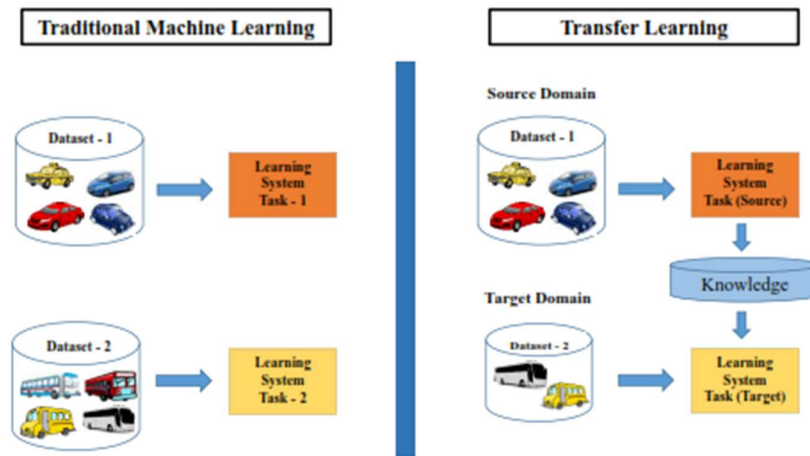 Traditional Machine Learning
Dataset - 1
Learning
System
Task - 1
Dataset - 2
Learning
System
Task - 2
Transfer Learning
Source Domain
Dataset - 1
Learning
System
Task (Source)
Knowledge
Target Domain
Dataset - 2
Learning
System
Task (Target)